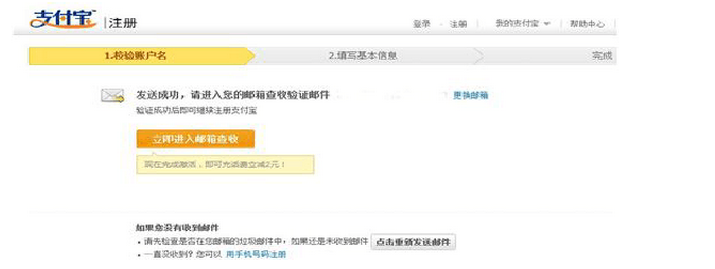 支付宝 | 注册
登录 - 注册 | 我的支付宝 | 帮助中心 |
1.校验账户名 2.填写基本信息 完成
发送成功，请进入您的邮箱查收验证邮件 更换邮箱
验证成功后即可继续注册支付宝
立即进入邮箱查收
现在完成激活，即可充话费立减2元！
如果您没有收到邮件
• 请先检查是否在您邮箱的垃圾邮件中，如果还是未收到邮件 点击重新发送邮件
• 一直没收到？您可以 用手机号码注册